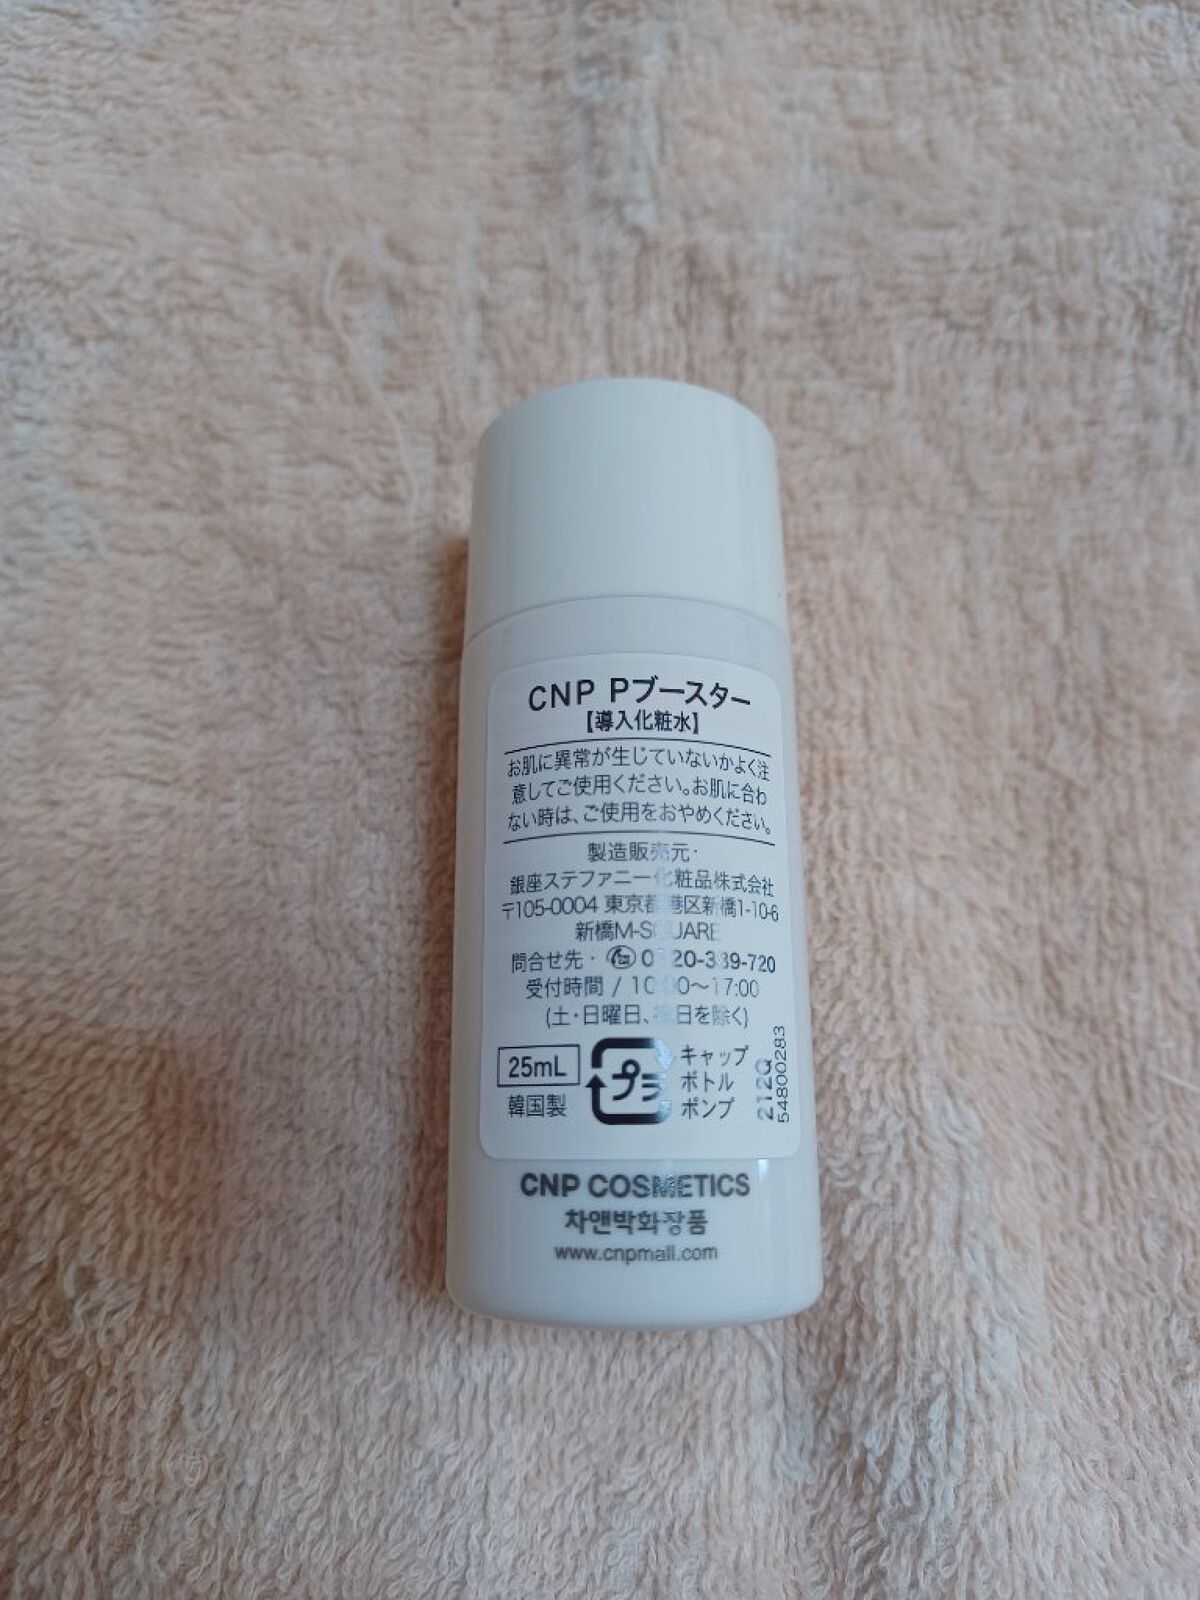 CNP Pブースター
【導入化粧水】
お肌に異常が生じていないかよく注
意してご使用ください。お肌に合わ
ない時は、ご使用をおやめください。
製造販売元・
銀座ステファニー化粧品株式会社
〒105-0004 東京都港区新橋1-10-6
新橋M-SQUARE
問合せ先・
受付時間 / 10:00～17:00
(土・日曜日、祝日を除く)
25mL
韓国製
プラ
キャップ
ボトル
ポンプ
212Q
54800283
CNP COSMETICS
차앤박화장품
www.cnpmall.com